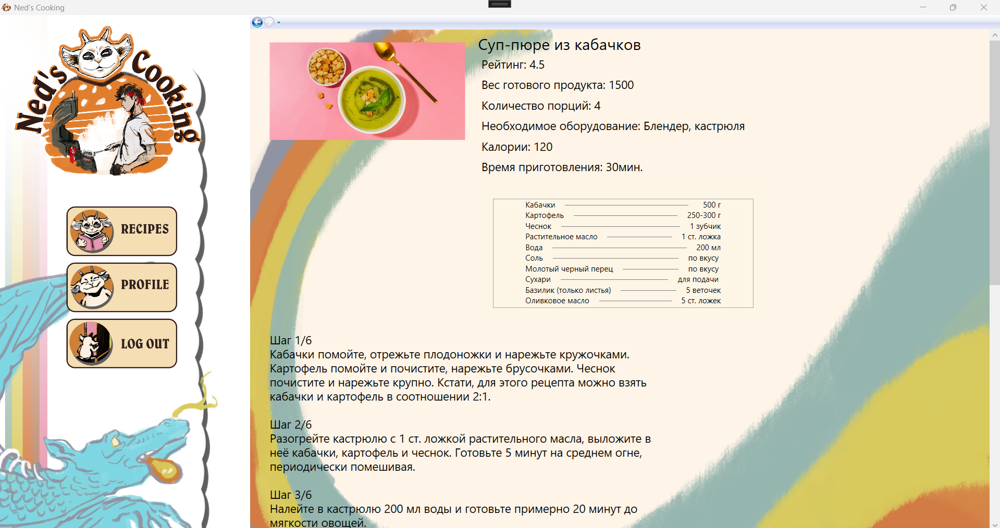 Ned's Cooking
Ned's Cooking
RECIPES
PROFILE
LOG OUT
Суп-пюре из кабачков
Рейтинг: 4.5
Вес готового продукта: 1500
Количество порций: 4
Необходимое оборудование: Блендер, кастрюля
Калории: 120
Время приготовления: 30мин.
Кабачки 500 г
Картофель 250-300 г
Чеснок 1 зубчик
Растительное масло 1 ст. ложка
Вода 200 мл
Соль по вкусу
Молотый черный перец по вкусу
Сухари для подачи
Базилик (только листья) 5 веточек
Оливковое масло 5 ст. ложек
Шаг 1/6
Кабачки помойте, отрежьте плодоножки и нарежьте кружочками.
Картофель помойте и почистите, нарежьте брусочками. Чеснок
почистите и нарежьте крупно. Кстати, для этого рецепта можно взять
кабачки и картофель в соотношении 2:1.
Шаг 2/6
Разогрейте кастрюлю с 1 ст. ложкой растительного масла, выложите в
неё кабачки, картофель и чеснок. Готовьте 5 минут на среднем огне,
периодически помешивая.
Шаг 3/6
Налейте в кастрюлю 200 мл воды и готовьте примерно 20 минут до
мягкости овощей.